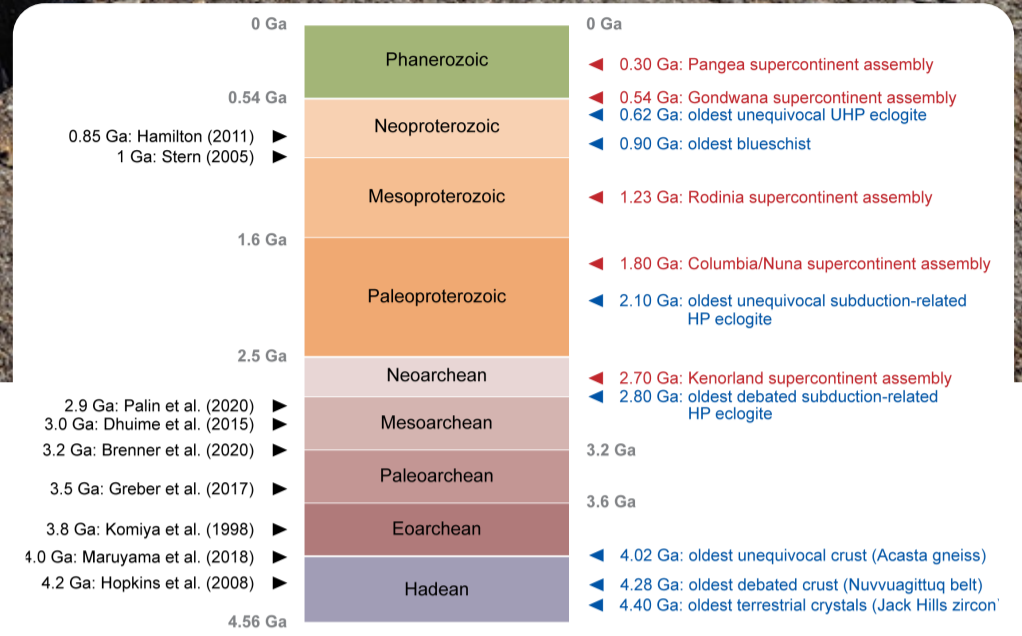 0 Ga
0.54 Ga
0.85 Ga: Hamilton (2011)
1 Ga: Stern (2005)
1.6 Ga
2.5 Ga
2.9 Ga: Palin et al. (2020)
3.0 Ga: Dhuime et al. (2015)
3.2 Ga: Brenner et al. (2020)
3.5 Ga: Greber et al. (2017)
3.8 Ga: Komiya et al. (1998)
4.0 Ga: Maruyama et al. (2018)
4.2 Ga: Hopkins et al. (2008)
4.56 Ga
Phanerozoic
Neoproterozoic
Mesoproterozoic
Paleoproterozoic
Neoarchean
Mesoarchean
Paleoarchean
Eoarchean
Hadean
0 Ga
0.30 Ga: Pangea supercontinent assembly
0.54 Ga: Gondwana supercontinent assembly
0.62 Ga: oldest unequivocal UHP eclogite
0.90 Ga: oldest blueschist
1.23 Ga: Rodinia supercontinent assembly
1.80 Ga: Columbia/Nuna supercontinent assembly
2.10 Ga: oldest unequivocal subduction-related
HP eclogite
2.70 Ga: Kenorland supercontinent assembly
2.80 Ga: oldest debated subduction-related
HP eclogite
3.2 Ga
3.6 Ga
4.02 Ga: oldest unequivocal crust (Acasta gneiss)
4.28 Ga: oldest debated crust (Nuvvuagittuq belt)
4.40 Ga: oldest terrestrial crystals (Jack Hills zircon